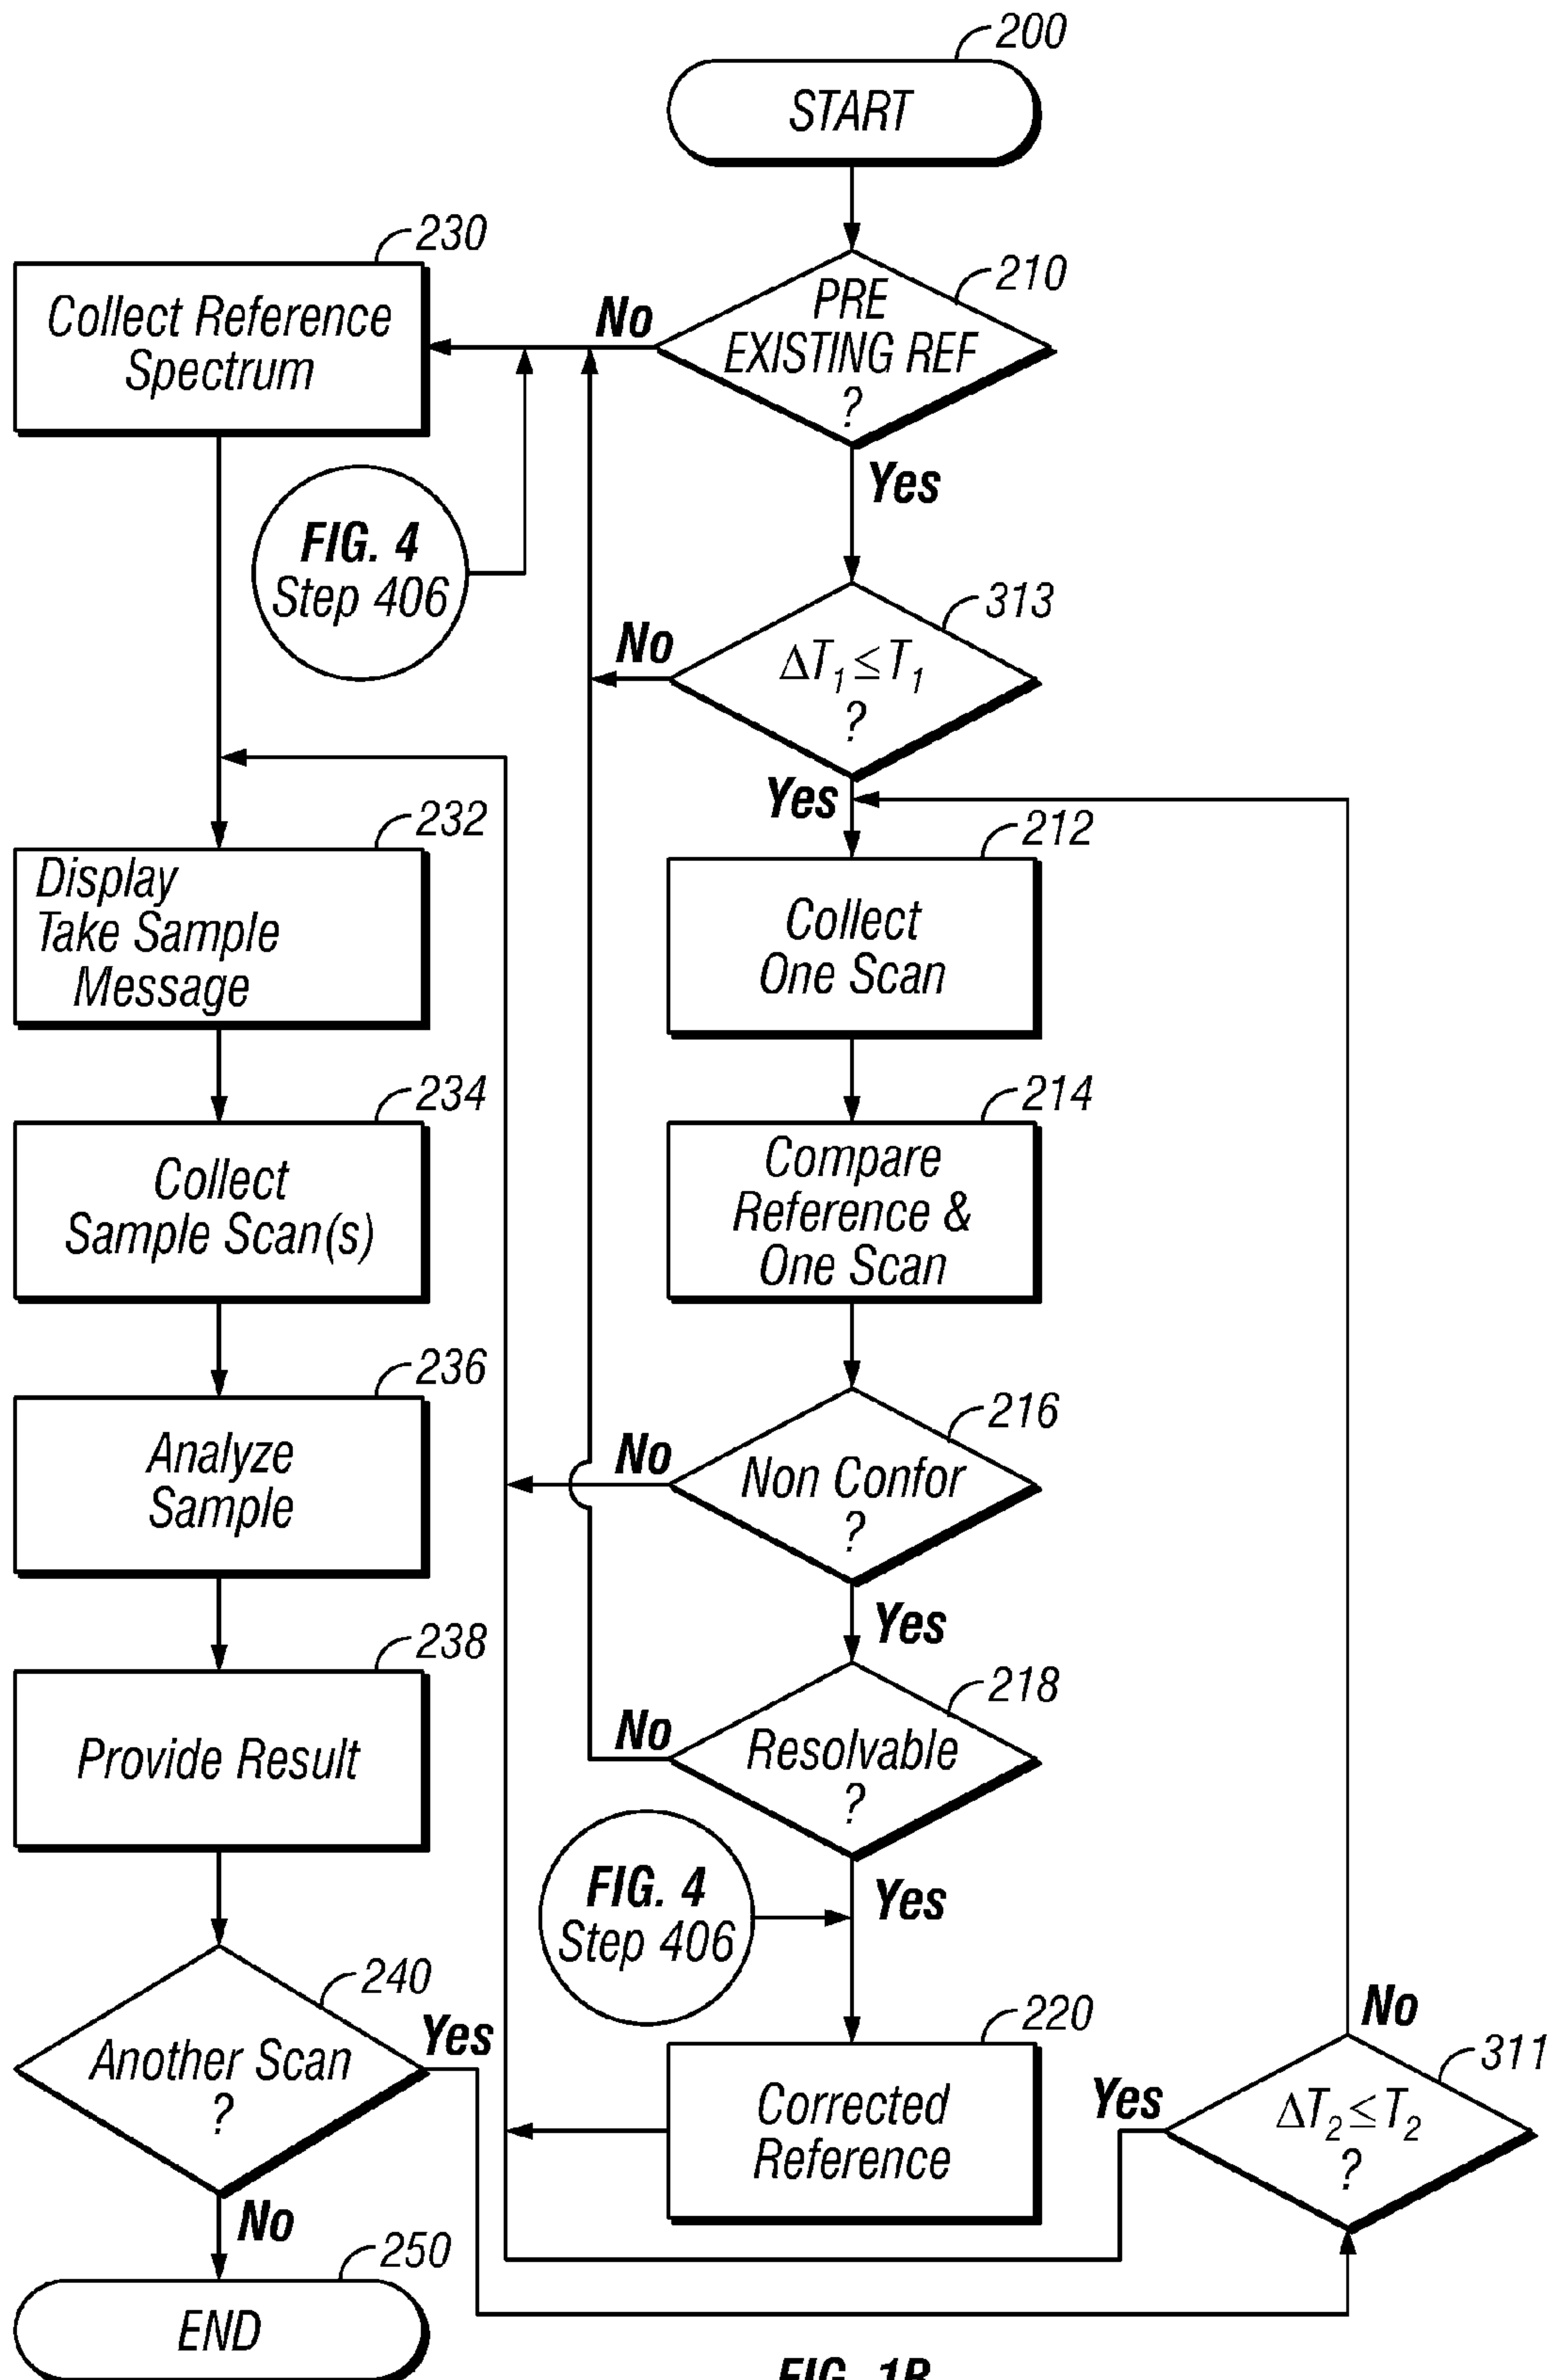 200
START
230
Collect Reference
Spectrum
No
210
PRE
EXISTING REF
?
Yes
FIG. 4
Step 406
313
No
ΔT₁ ≤ T₁
?
Yes
232
Display
Take Sample
Message
212
Collect
One Scan
234
Collect
Sample Scan(s)
214
Compare
Reference &
One Scan
236
Analyze
Sample
216
No
Non Confor
?
Yes
238
Provide Result
218
No
Resolvable
?
FIG. 4
Step 406
Yes
240
Another Scan
?
Yes
No
220
Corrected
Reference
No
311
Yes
ΔT₂ ≤ T₂
?
250
END
FIG. 1B